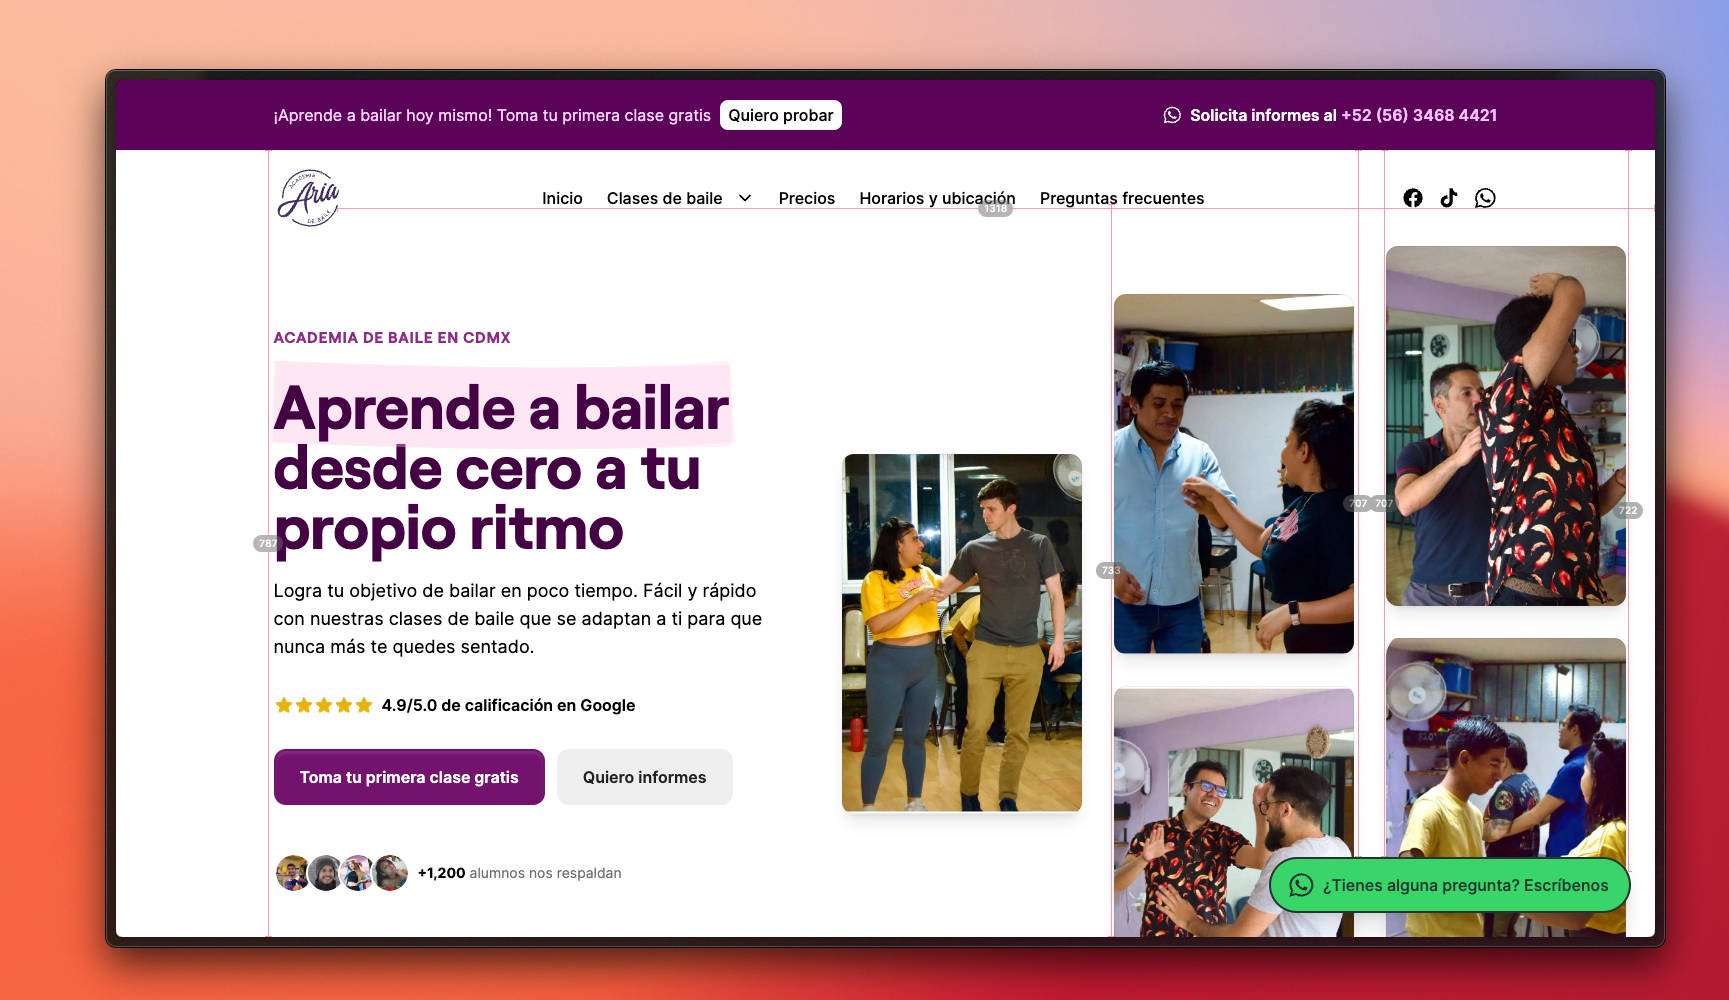 ¡Aprende a bailar hoy mismo! Toma tu primera clase gratis
Quiero probar
Solicita informes al +52 (56) 3468 4421
ACADEMIA
Aria
DE BAILE
Inicio
Clases de baile
Precios
Horarios y ubicación
Preguntas frecuentes
1318
ACADEMIA DE BAILE EN CDMX
Aprende a bailar
desde cero a tu
propio ritmo
787
Logra tu objetivo de bailar en poco tiempo. Fácil y rápido
con nuestras clases de baile que se adaptan a ti para que
nunca más te quedes sentado.
4.9/5.0 de calificación en Google
Toma tu primera clase gratis
Quiero informes
+1,200 alumnos nos respaldan
733
707
707
722
¿Tienes alguna pregunta? Escríbenos